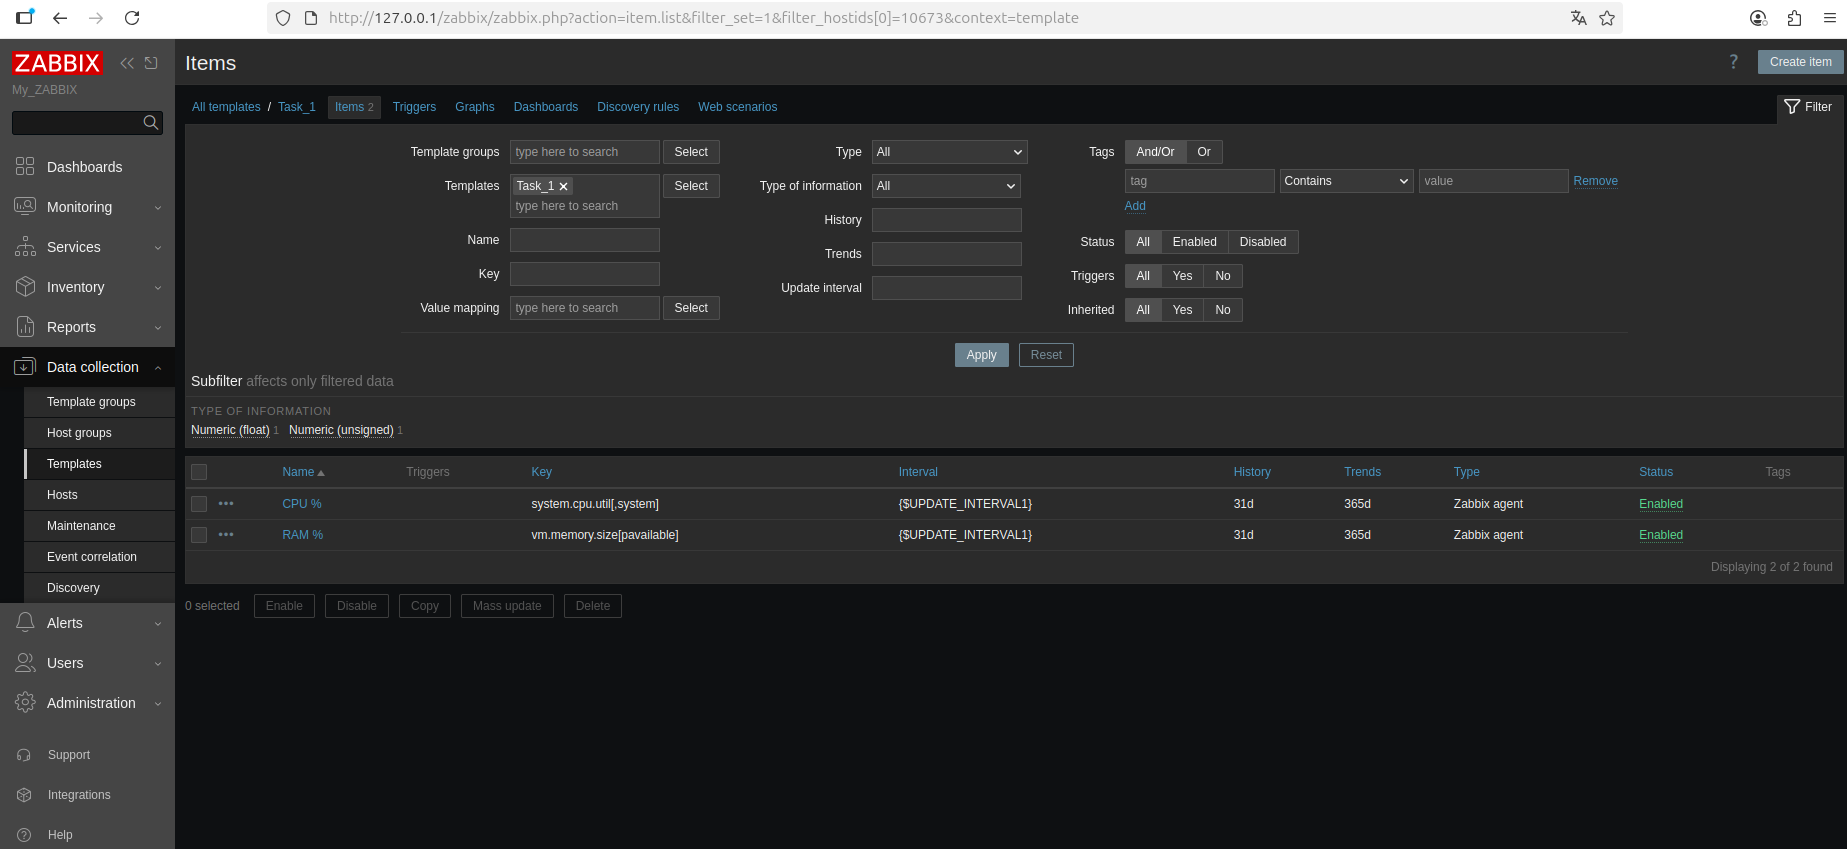 http://127.0.0.1/zabbix/zabbix.php?action=item.list&filter_set=1&filter_hostids[0]=10673&context=template
ZABBIX
My_ZABBIX
Dashboards
Monitoring
Services
Inventory
Reports
Data collection
Template groups
Host groups
Templates
Hosts
Maintenance
Event correlation
Discovery
Alerts
Users
Administration
Support
Integrations
Help
Items
? Create item
All templates / Task_1 Items 2 Triggers Graphs Dashboards Discovery rules Web scenarios
Filter
Template groups type here to search Select
Templates Task_1 Select
type here to search
Name
Key
Value mapping type here to search Select
Type All
Type of information All
History
Trends
Update interval
Tags And/Or Or
tag Contains value Remove
Add
Status All Enabled Disabled
Triggers All Yes No
Inherited All Yes No
Apply Reset
Subfilter affects only filtered data
TYPE OF INFORMATION
Numeric (float) 1 Numeric (unsigned) 1
Name Triggers Key Interval History Trends Type Status Tags
CPU % system.cpu.util[,system] {$UPDATE_INTERVAL1} 31d 365d Zabbix agent Enabled
RAM % vm.memory.size[pavailable] {$UPDATE_INTERVAL1} 31d 365d Zabbix agent Enabled
Displaying 2 of 2 found
0 selected Enable Disable Copy Mass update Delete